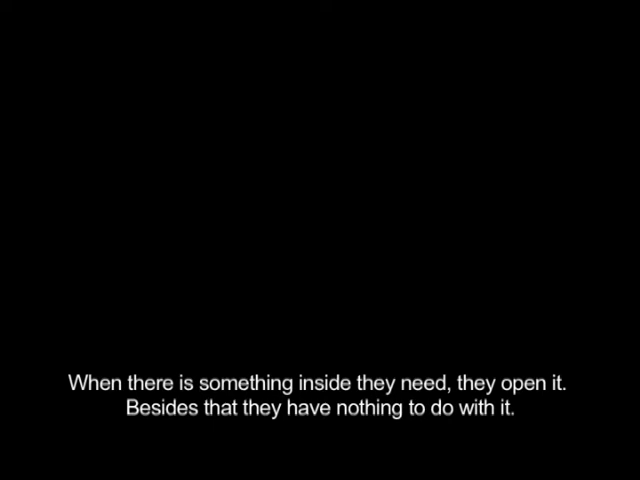 When there is something inside they need, they open it.
Besides that they have nothing to do with it.